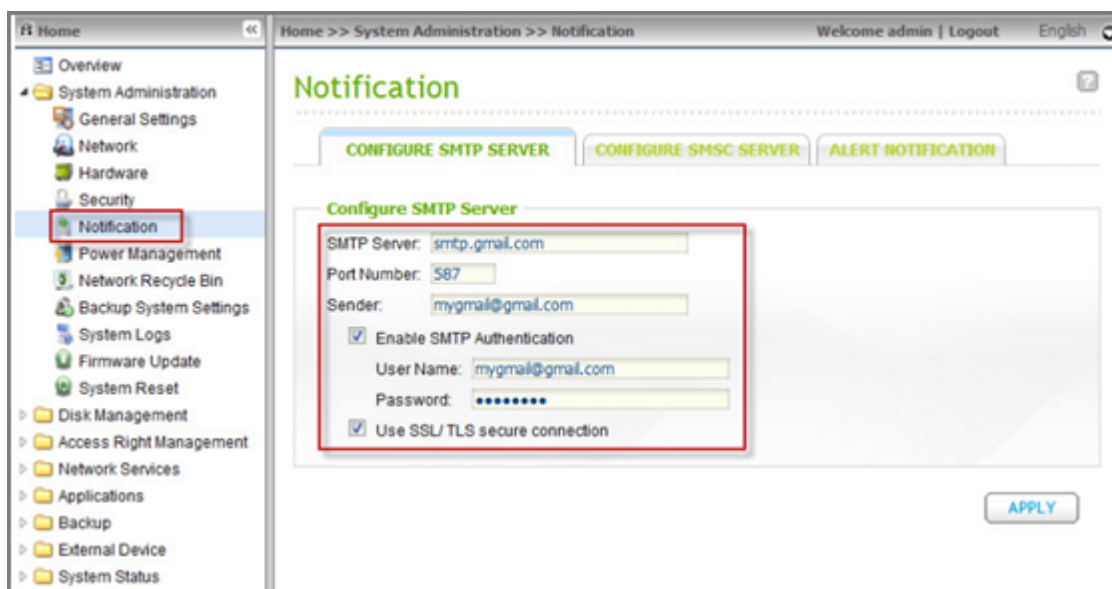 Home
Home >> System Administration >> Notification
Welcome admin | Logout
English
Overview
System Administration
General Settings
Network
Hardware
Security
Notification
Power Management
Network Recycle Bin
Backup System Settings
System Logs
Firmware Update
System Reset
Disk Management
Access Right Management
Network Services
Applications
Backup
External Device
System Status
Notification
CONFIGURE SMTP SERVER
CONFIGURE SMSC SERVER
ALERT NOTIFICATION
Configure SMTP Server
SMTP Server: smtp.gmail.com
Port Number: 587
Sender: mygmail@gmail.com
Enable SMTP Authentication
User Name: mygmail@gmail.com
Password: ••••••••
Use SSL/ TLS secure connection
APPLY